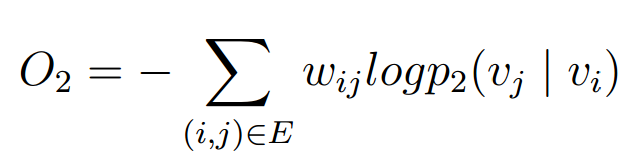 O_2 = - \sum_{(i,j) \in E} w_{ij} log p_2(v_j \mid v_i)